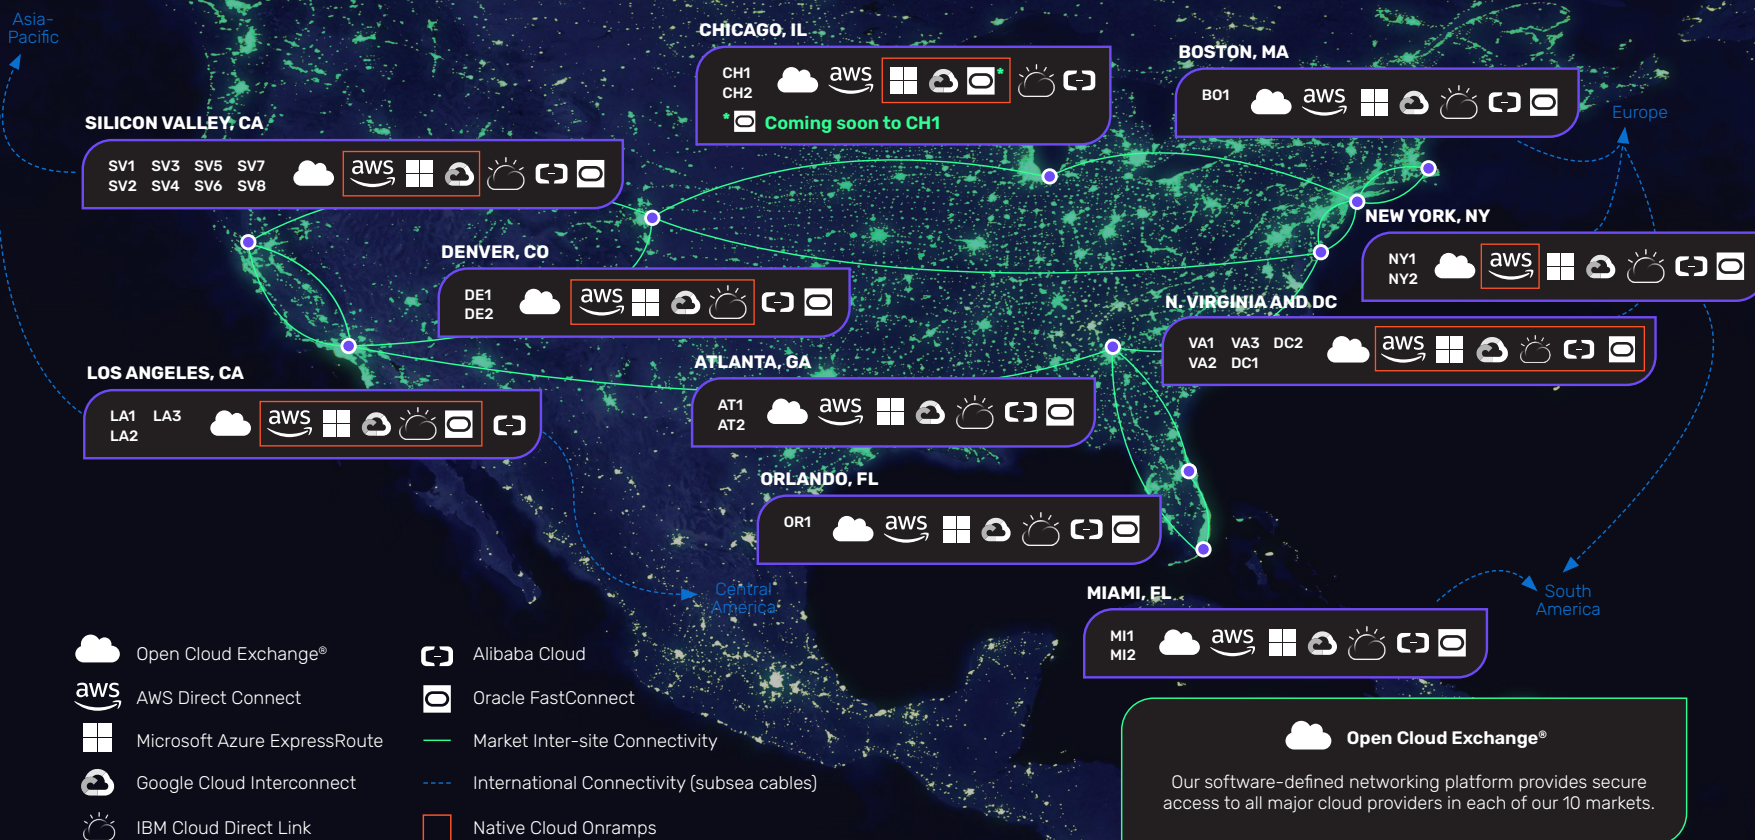 Asia-
Pacific
CHICAGO, IL
CH1
CH2
aws
*
* Coming soon to CH1
BOSTON, MA
BO1
aws
Europe
SILICON VALLEY, CA
SV1 SV3 SV5 SV7
SV2 SV4 SV6 SV8
aws
NEW YORK, NY
NY1
NY2
aws
DENVER, CO
DE1
DE2
aws
N. VIRGINIA AND DC
VA1 VA3 DC2
VA2 DC1
aws
LOS ANGELES, CA
LA1 LA3
LA2
aws
ATLANTA, GA
AT1
AT2
aws
ORLANDO, FL
OR1
aws
Central
America
South
America
MIAMI, FL
MI1
MI2
aws
Open Cloud Exchange®
aws AWS Direct Connect
Microsoft Azure ExpressRoute
Google Cloud Interconnect
IBM Cloud Direct Link
Alibaba Cloud
Oracle FastConnect
Market Inter-site Connectivity
International Connectivity (subsea cables)
Native Cloud Onramps
Open Cloud Exchange®
Our software-defined networking platform provides secure
access to all major cloud providers in each of our 10 markets.